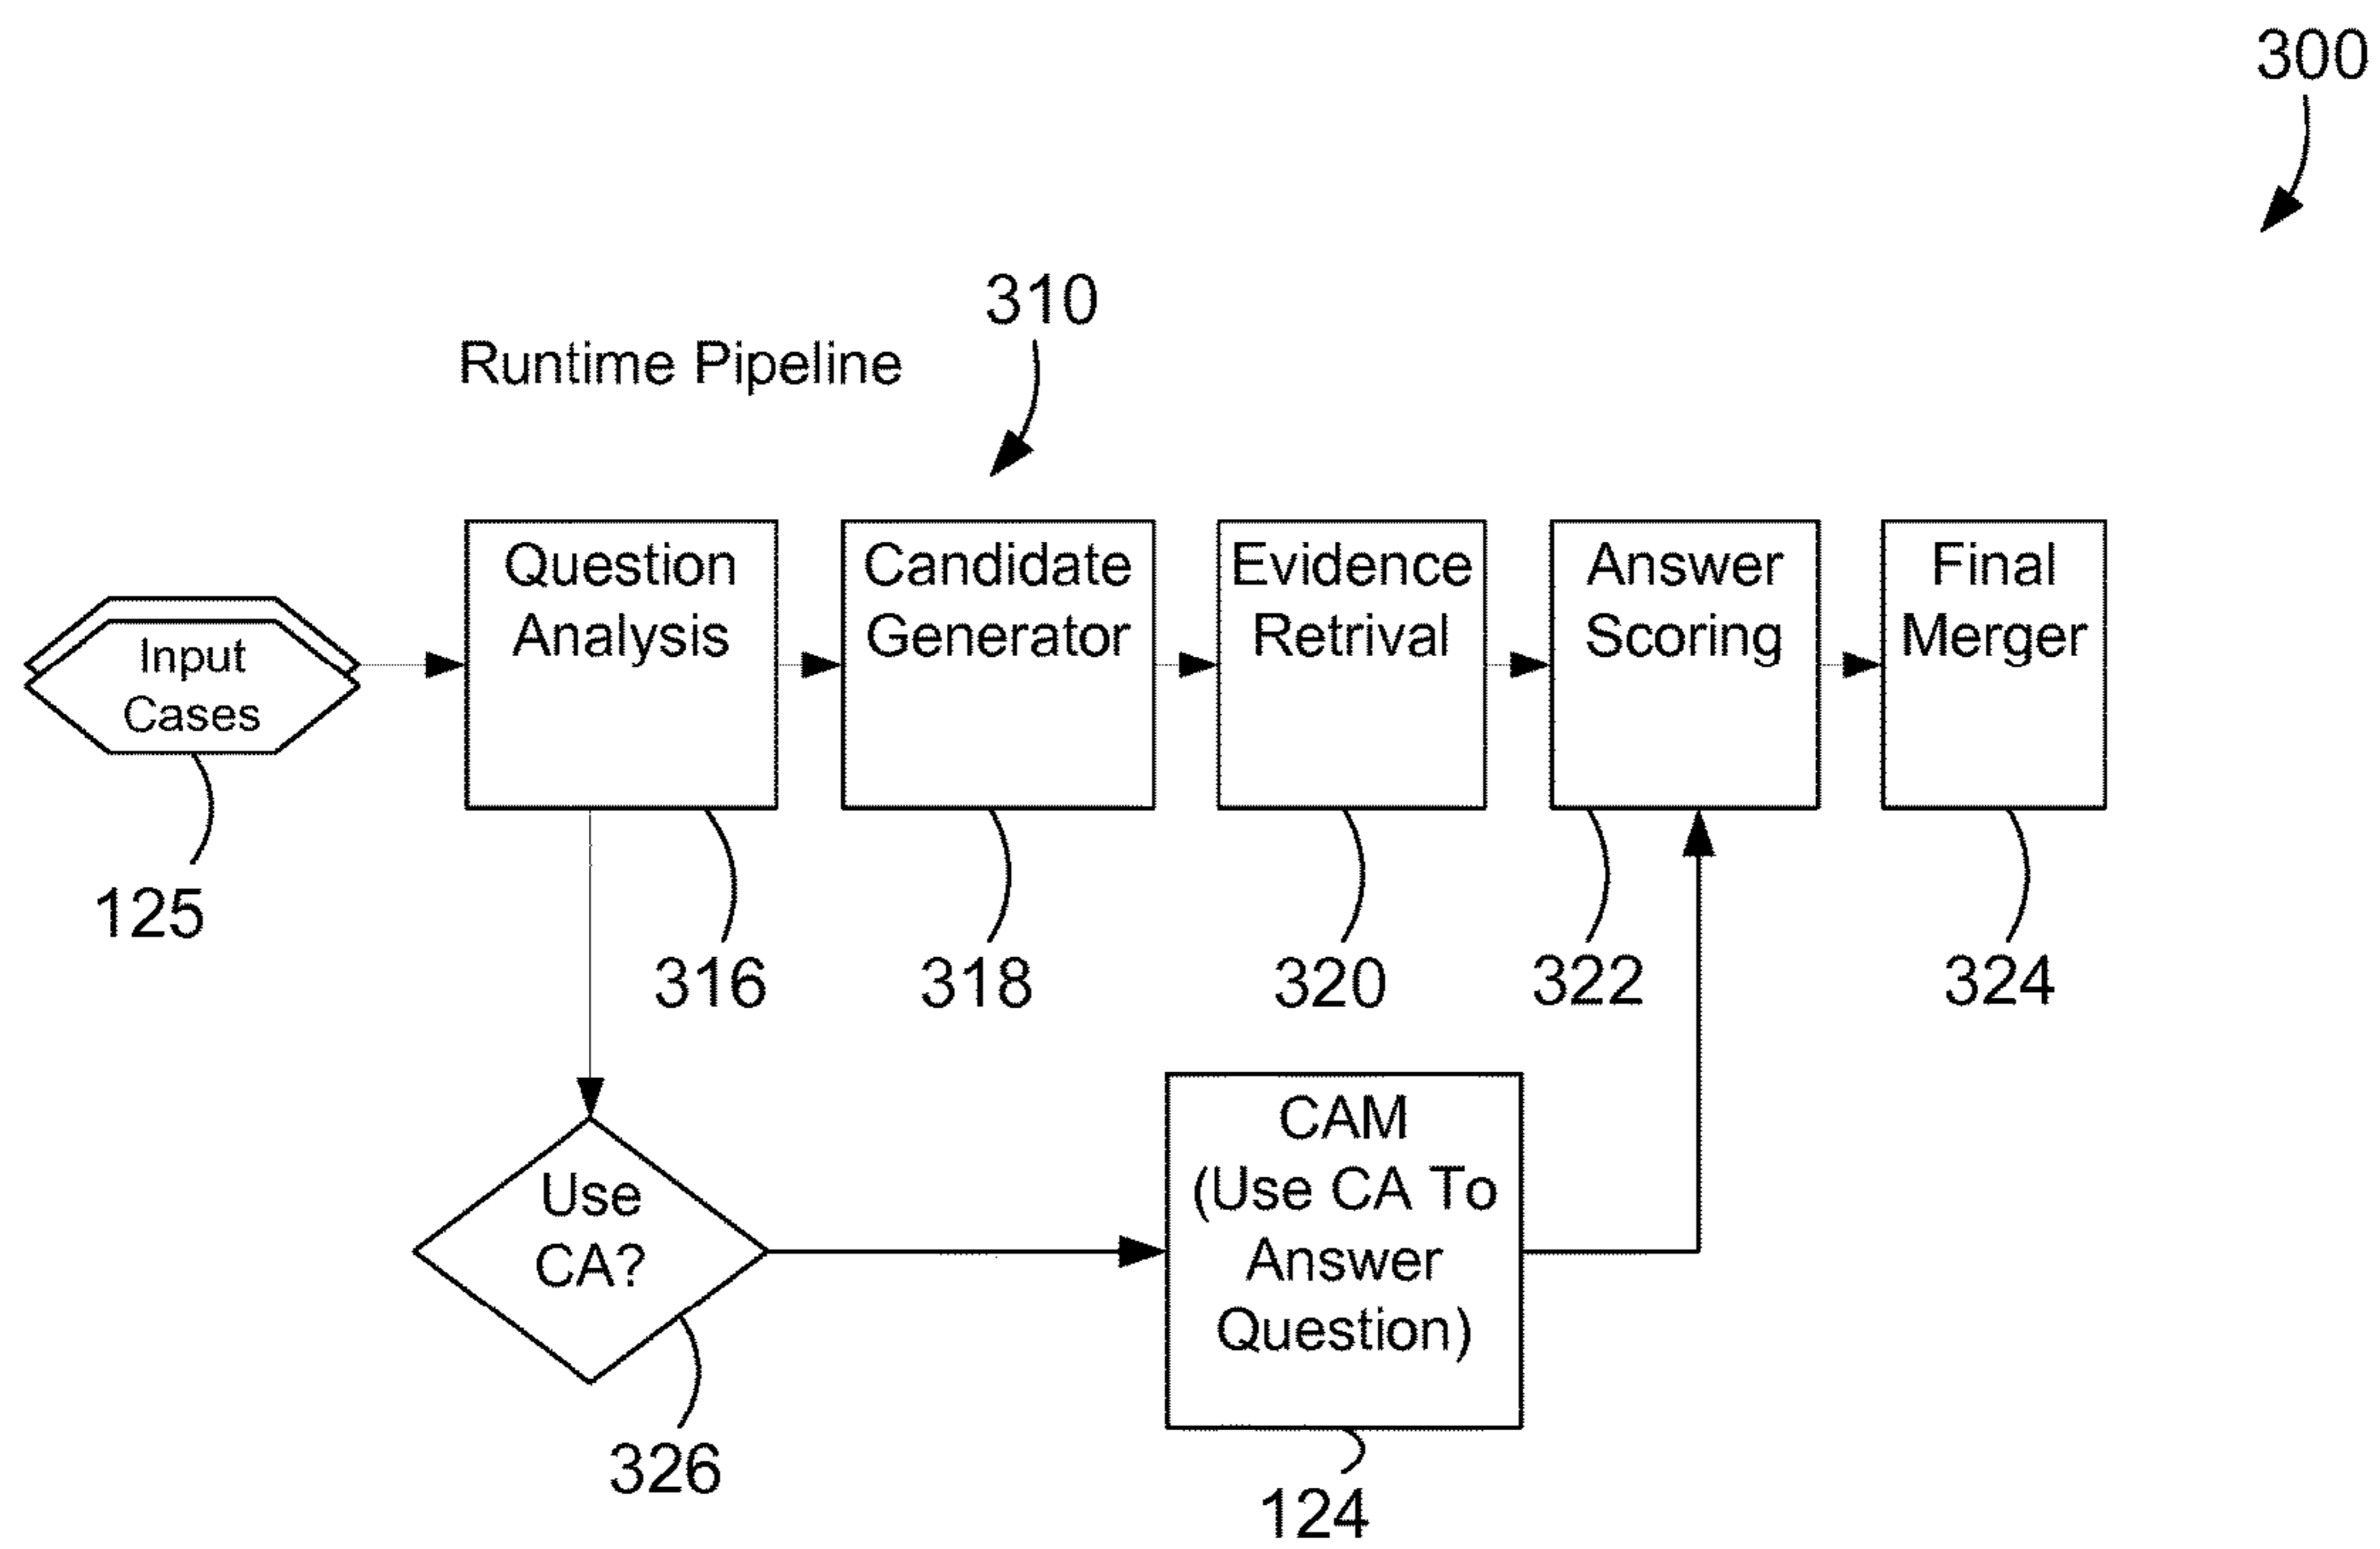 300
310
Runtime Pipeline
Question
Analysis
Candidate
Generator
Evidence
Retrival
Answer
Scoring
Final
Merger
Input
Cases
125
316
318
320
322
324
Use
CA?
CAM
(Use CA To
Answer
Question)
326
124